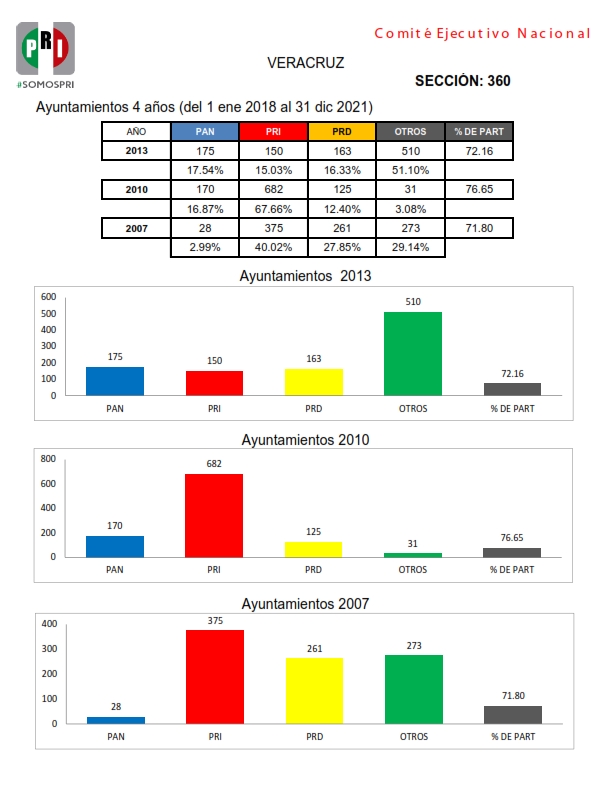 Comité Ejecutivo Nacional
PRI
#SOMOSPRI
VERACRUZ
SECCIÓN: 360
Ayuntamientos 4 años (del 1 ene 2018 al 31 dic 2021)
AÑO PAN PRI PRD OTROS % DE PART
2013 175 150 163 510 72.16
17.54% 15.03% 16.33% 51.10%
2010 170 682 125 31 76.65
16.87% 67.66% 12.40% 3.08%
2007 28 375 261 273 71.80
2.99% 40.02% 27.85% 29.14%
Ayuntamientos 2013
600
500
400
300
200
100
0
175 150 163 510 72.16
PAN PRI PRD OTROS % DE PART
Ayuntamientos 2010
800
600
400
200
0
170 682 125 31 76.65
PAN PRI PRD OTROS % DE PART
Ayuntamientos 2007
400
300
200
100
0
28 375 261 273 71.80
PAN PRI PRD OTROS % DE PART